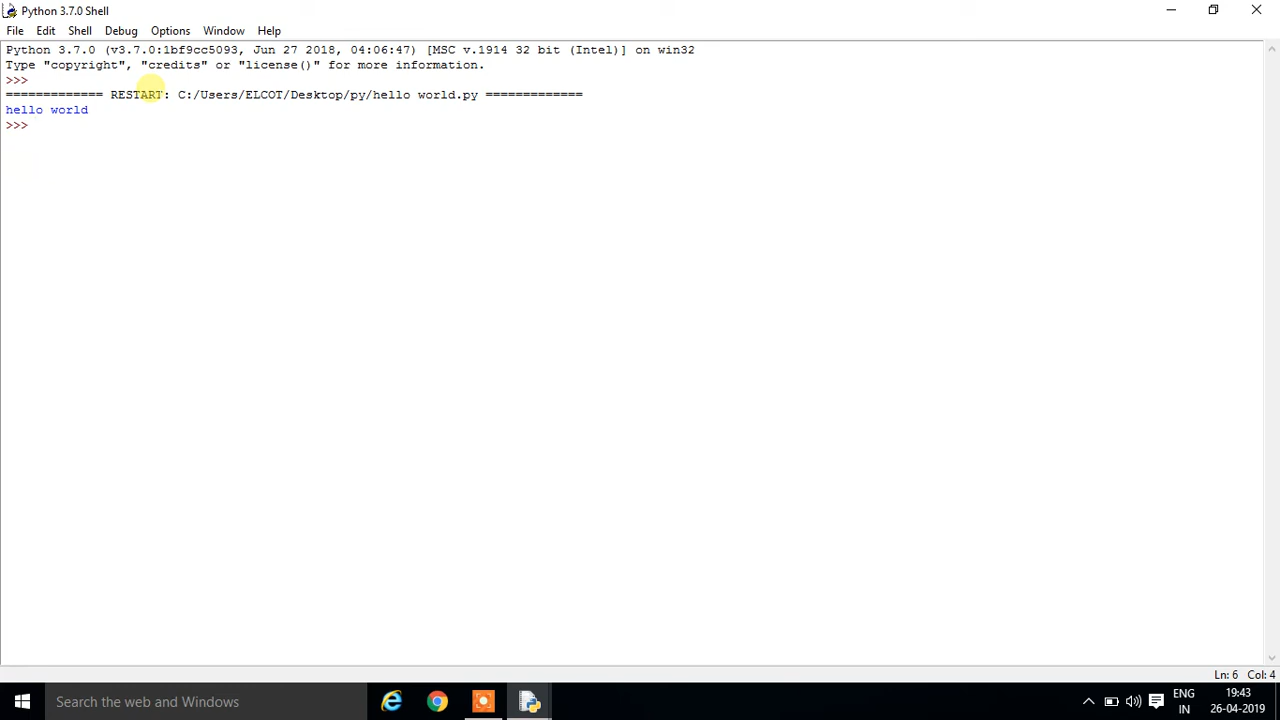 Python 3.7.0 Shell
File Edit Shell Debug Options Window Help
Python 3.7.0 (v3.7.0:1bf9cc5093, Jun 27 2018, 04:06:47) [MSC v.1914 32 bit (Intel)] on win32
Type "copyright", "credits" or "license()" for more information.
>>>
============= RESTART: C:/Users/ELCOT/Desktop/py/hello world.py =============
hello world
>>>
Ln: 6 Col: 4
Search the web and Windows
ENG 19:43
IN 26-04-2019